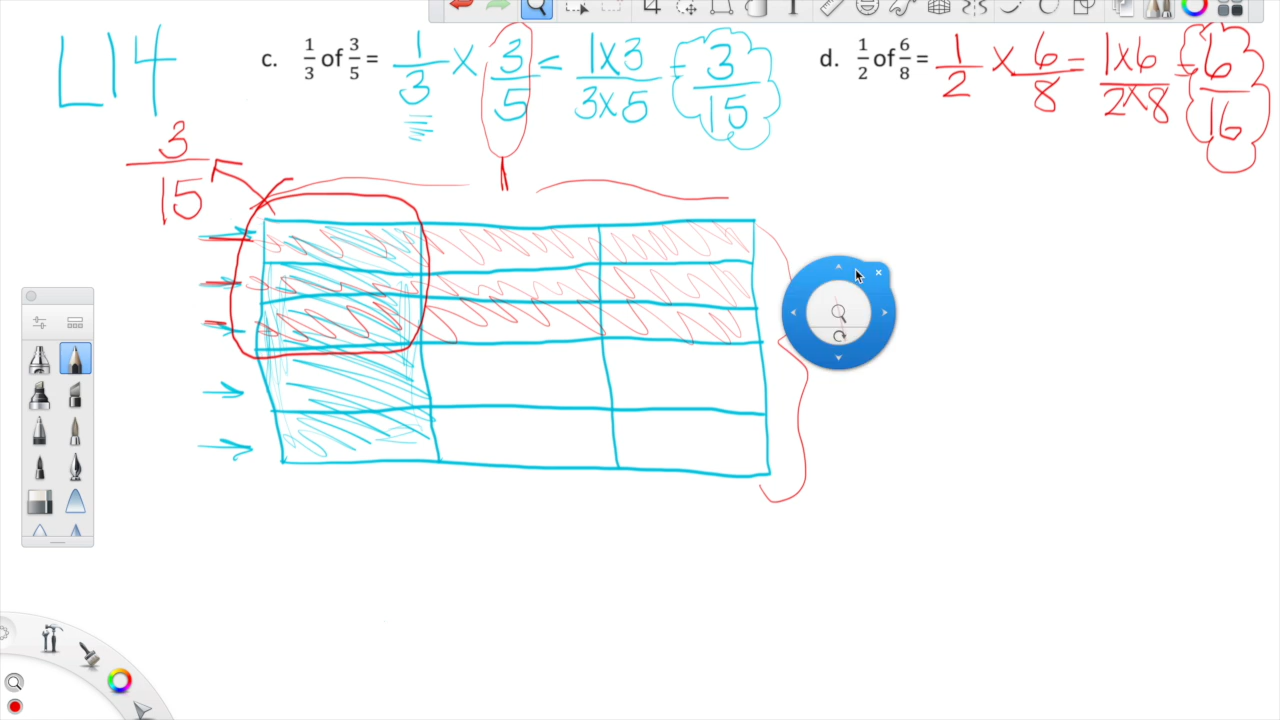 L14
c. 1/3 of 3/5 = 1/3 × 3/5 = 1×3/3×5 = 3/15
d. 1/2 of 6/8 = 1/2 × 6/8 = 1×6/2×8 = 6/16
3/15